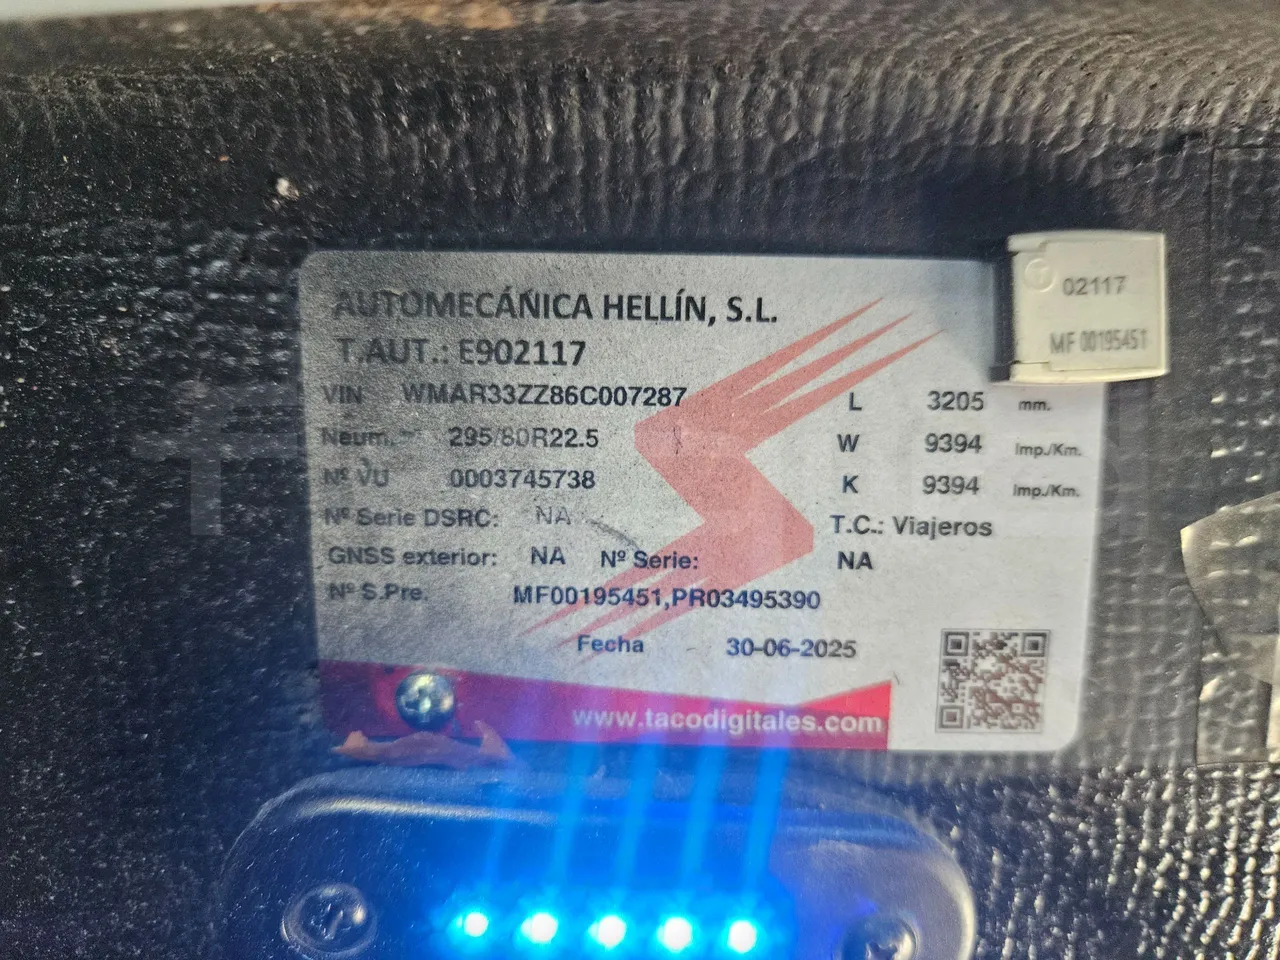 AUTOMECÁNICA HELLÍN, S.L.
T.AUT.: E902117
VIN WMAR33ZZ86C007287
Neum. 295/80R22.5
Nº VU 0003745738
Nº Serie DSRC: NA
GNSS exterior: NA Nº Serie: NA
Nº S.Pre. MF00195451,PR03495390
Fecha - 30-06-2025
L 3205 mm.
W 9394 Imp./Km.
K 9394 Imp./Km.
T.C.: Viajeros
www.tacodigitales.com
02117
MF 00195451